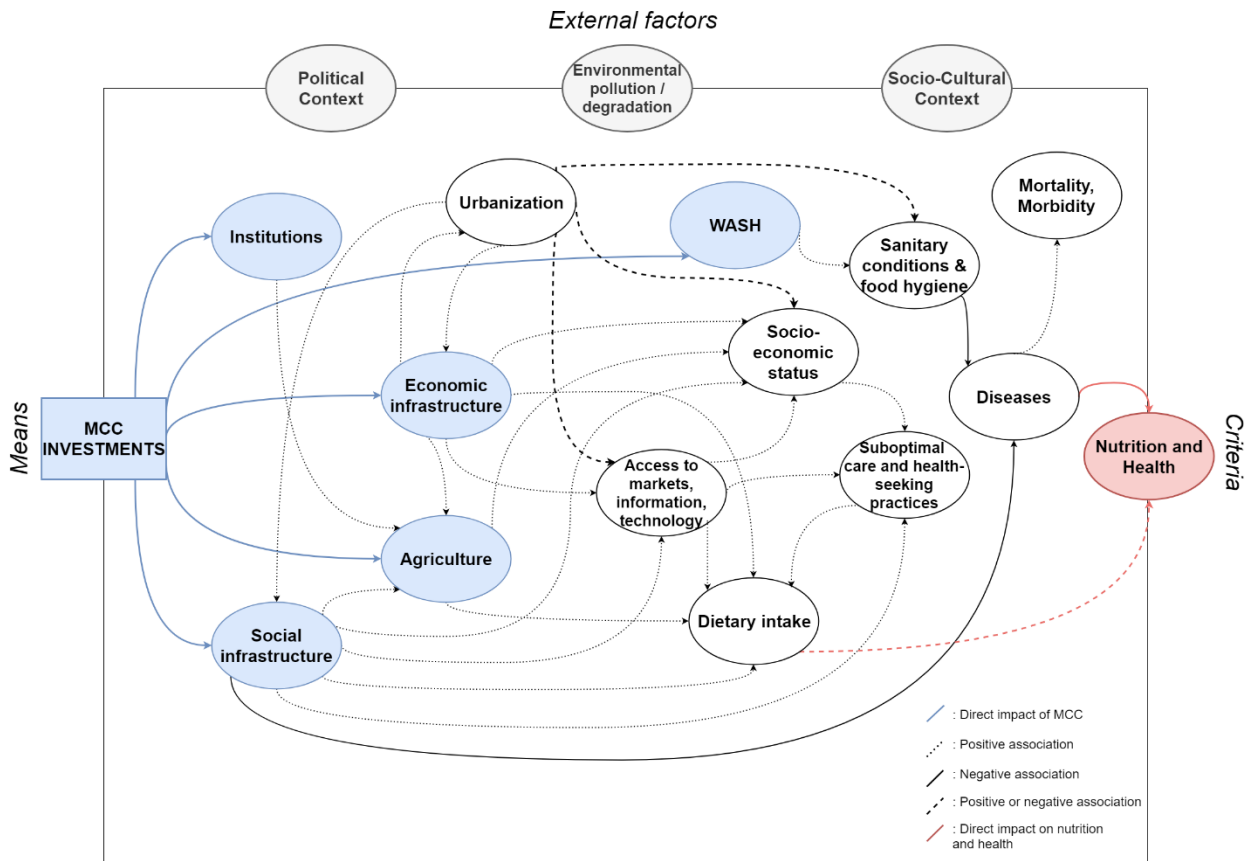 External factors
Political
Context
Environmental
pollution /
degradation
Socio-Cultural
Context
Urbanization
Mortality,
Morbidity
Institutions
WASH
Sanitary
conditions &
food hygiene
Socio-
economic
status
Economic
infrastructure
Diseases
Means
MCC
INVESTMENTS
Nutrition and
Health
Criteria
Access to
markets,
information,
technology
Suboptimal
care and health-
seeking
practices
Agriculture
Dietary intake
Social
infrastructure
: Direct impact of MCC
: Positive association
: Negative association
: Positive or negative association
: Direct impact on nutrition
and health